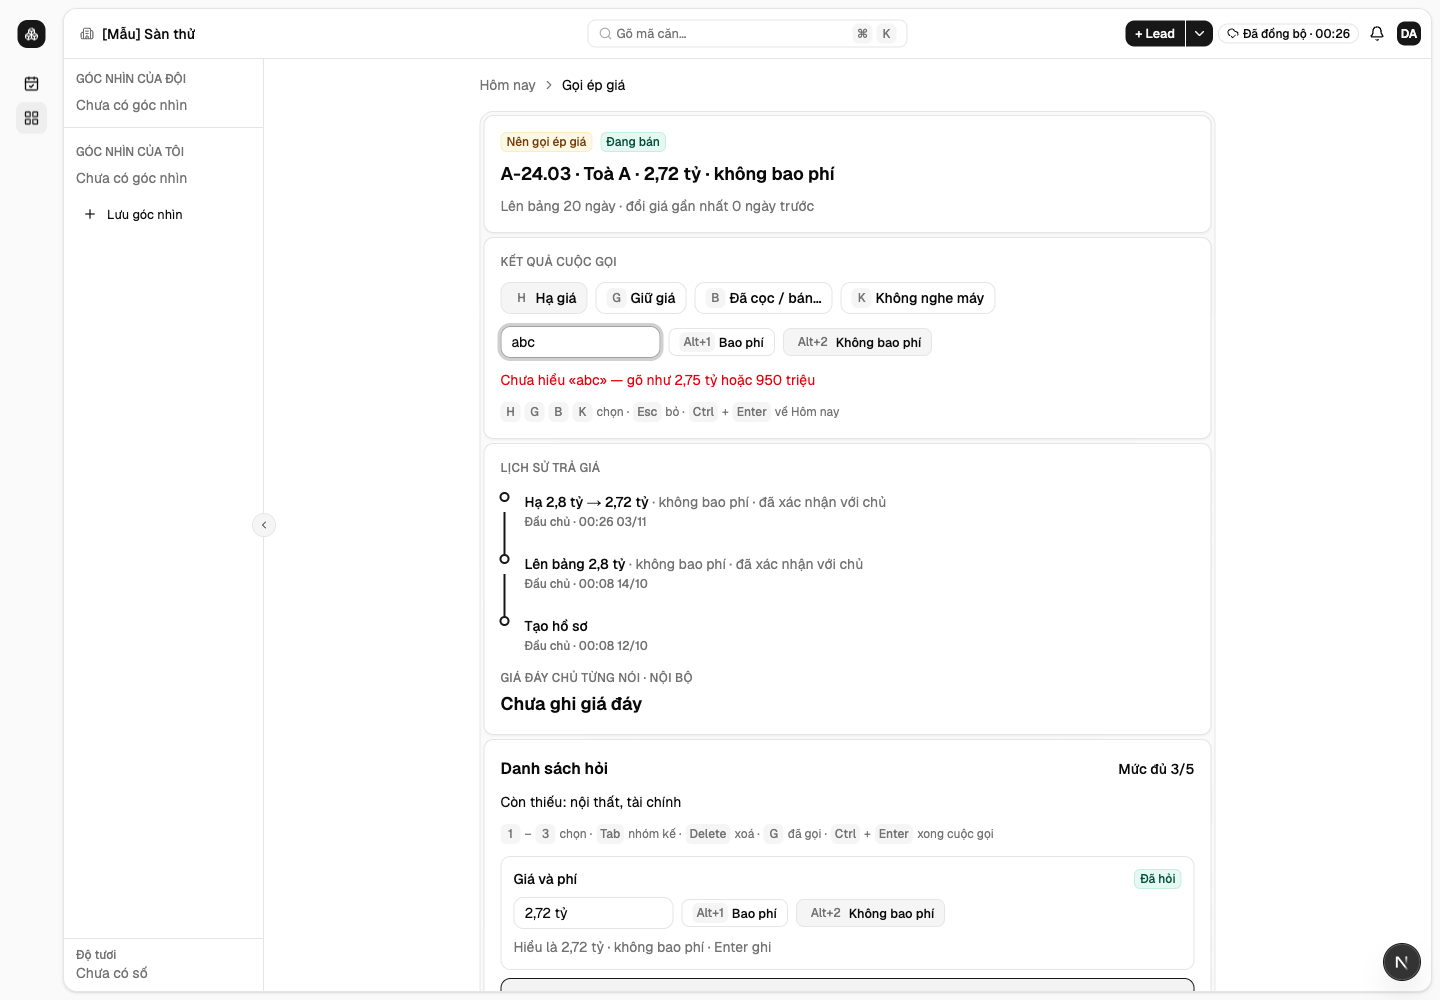 [Mẫu] Sàn thử
Gõ mã căn...
⌘ K
+ Lead
Đã đồng bộ · 00:26
DA
GÓC NHÌN CỦA ĐỘI
Chưa có góc nhìn
GÓC NHÌN CỦA TÔI
Chưa có góc nhìn
+ Lưu góc nhìn
Độ tươi
Chưa có số
Hôm nay > Gọi ép giá
Nên gọi ép giá Đang bán
A-24.03 · Toà A · 2,72 tỷ · không bao phí
Lên bảng 20 ngày · đổi giá gần nhất 0 ngày trước
KẾT QUẢ CUỘC GỌI
H Hạ giá G Giữ giá B Đã cọc / bán... K Không nghe máy
abc Alt+1 Bao phí Alt+2 Không bao phí
Chưa hiểu «abc» — gõ như 2,75 tỷ hoặc 950 triệu
H G B K chọn · Esc bỏ · Ctrl + Enter về Hôm nay
LỊCH SỬ TRẢ GIÁ
Hạ 2,8 tỷ → 2,72 tỷ · không bao phí · đã xác nhận với chủ
Đấu chủ · 00:26 03/11
Lên bảng 2,8 tỷ · không bao phí · đã xác nhận với chủ
Đấu chủ · 00:08 14/10
Tạo hồ sơ
Đấu chủ · 00:08 12/10
GIÁ ĐÁY CHỦ TỪNG NÓI · NỘI BỘ
Chưa ghi giá đáy
Danh sách hỏi Mức đủ 3/5
Còn thiếu: nội thất, tài chính
1 – 3 chọn · Tab nhóm kế · Delete xoá · G đã gọi · Ctrl + Enter xong cuộc gọi
Giá và phí Đã hỏi
2,72 tỷ Alt+1 Bao phí Alt+2 Không bao phí
Hiểu là 2,72 tỷ · không bao phí · Enter ghi
N